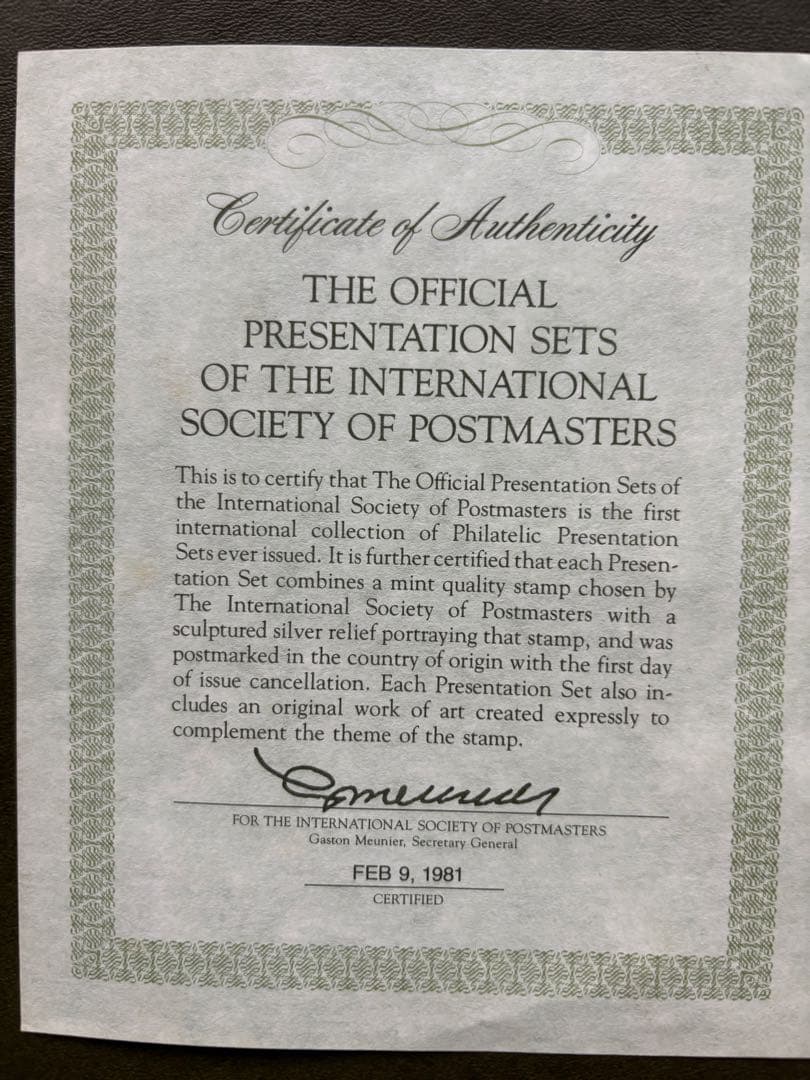 Certificate of Authenticity
THE OFFICIAL
PRESENTATION SETS
OF THE INTERNATIONAL
SOCIETY OF POSTMASTERS
This is to certify that The Official Presentation Sets of
the International Society of Postmasters is the first
international collection of Philatelic Presentation
Sets ever issued. It is further certified that each Presen-
tation Set combines a mint quality stamp chosen by
The International Society of Postmasters with a
sculptured silver relief portraying that stamp, and was
postmarked in the country of origin with the first day
of issue cancellation. Each Presentation Set also in-
cludes an original work of art created expressly to
complement the theme of the stamp.
FOR THE INTERNATIONAL SOCIETY OF POSTMASTERS
Gaston Meunier, Secretary General
FEB 9, 1981
CERTIFIED